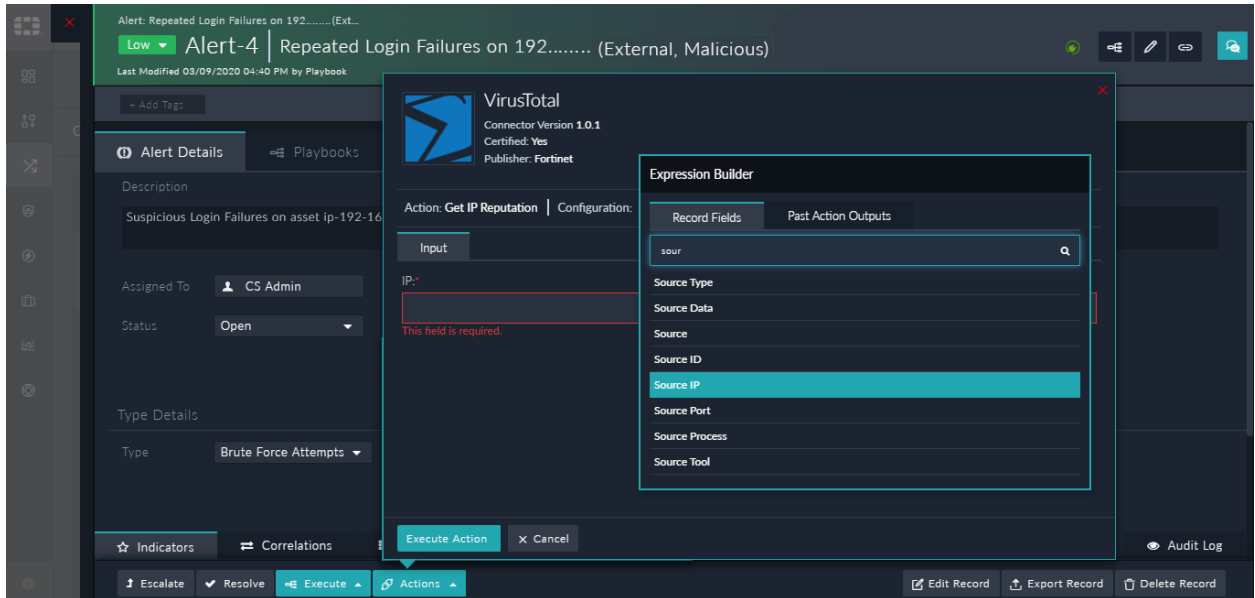 Alert: Repeated Login Failures on 192........(Ext...
Low Alert-4 Repeated Login Failures on 192........ (External, Malicious)
Last Modified 03/09/2020 04:40 PM by Playbook
+ Add Tags
Alert Details Playbooks
Description
Suspicious Login Failures on asset ip-192-16
Assigned To CS Admin
Status Open
Type Details
Type Brute Force Attempts
Indicators Correlations Audit Log
Escalate Resolve Execute Actions Edit Record Export Record Delete Record
VirusTotal
Connector Version 1.0.1
Certified: Yes
Publisher: Fortinet
Action: Get IP Reputation Configuration:
Input
IP:*
This field is required.
Execute Action X Cancel
Expression Builder
Record Fields Past Action Outputs
sour
Source Type
Source Data
Source
Source ID
Source IP
Source Port
Source Process
Source Tool